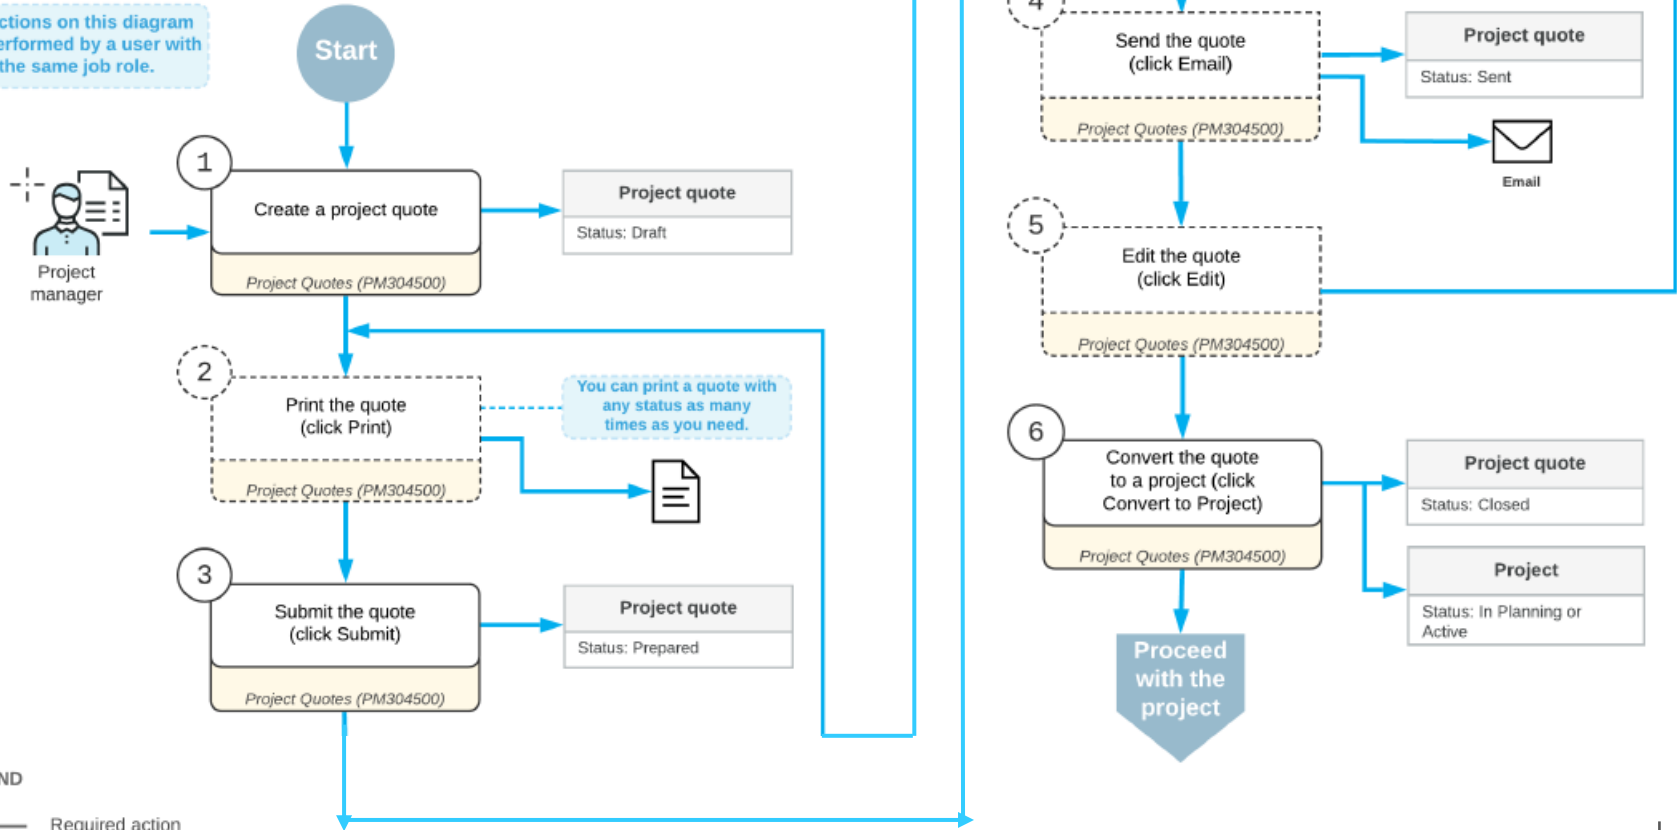 ctions on this diagram
erformed by a user with
the same job role.
Start
1
Create a project quote
Project Quotes (PM304500)
Project
manager
Project quote
Status: Draft
2
Print the quote
(click Print)
Project Quotes (PM304500)
You can print a quote with
any status as many
times as you need.
3
Submit the quote
(click Submit)
Project Quotes (PM304500)
Project quote
Status: Prepared
ND
Required action
4
Send the quote
(click Email)
Project Quotes (PM304500)
Project quote
Status: Sent
Email
5
Edit the quote
(click Edit)
Project Quotes (PM304500)
6
Convert the quote
to a project (click
Convert to Project)
Project Quotes (PM304500)
Project quote
Status: Closed
Project
Status: In Planning or
Active
Proceed
with the
project